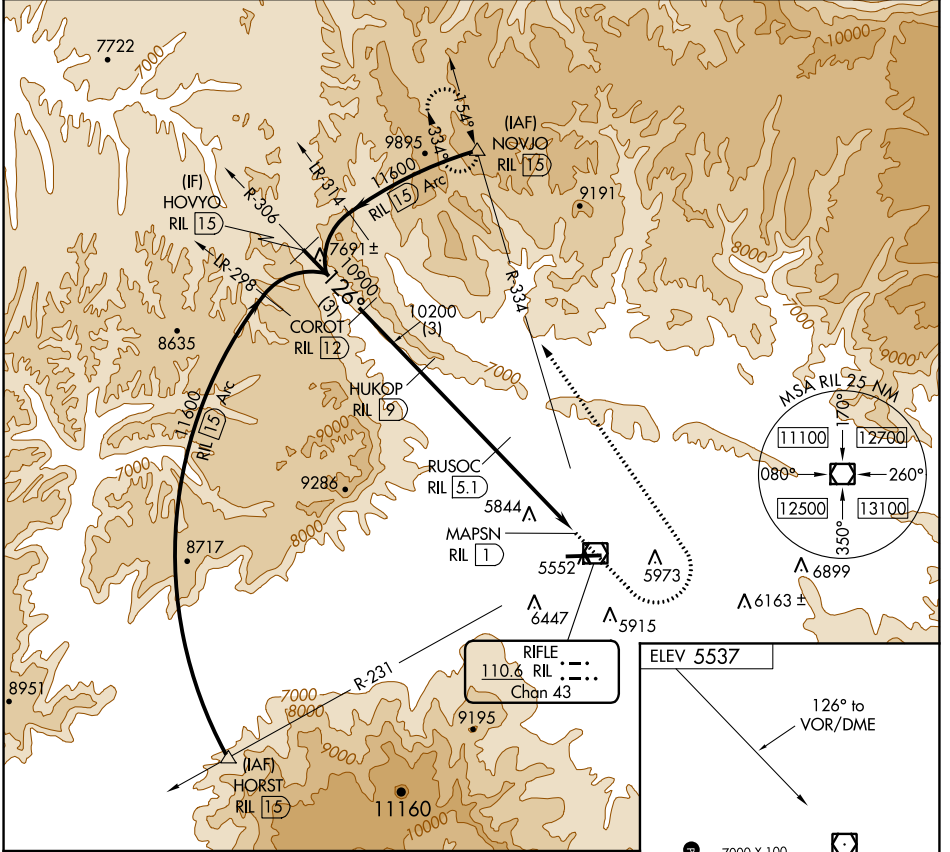 7722
7000
10000
(IAF)
NOVJO
RIL 15
154°
334°
9895
11600
RIL 15 Arc
LR-314
R-306
(IF)
HOVYO
RIL 15
9191
8000
7691±
LR-298
10900
126°
(3)
R-334
COROT
RIL 12
10200
(3)
8635
9000
7000
HUKOP
RIL 9
11600
RIL 15 Arc
MSA RIL 25 NM
170°
11100
12700
080°
260°
12500
13100
350°
9000
7000
RUSOC
RIL 5.1
9286
8000
5844
MAPSN
RIL 1
8717
5552
5973
6899
6447
5915
6163 ±
RIFLE
110.6 RIL
Chan 43
ELEV 5537
126° to
VOR/DME
R-231
7000
8000
8951
9195
9000
(IAF)
HORST
RIL 15
11160
10000
P
7000 X 100